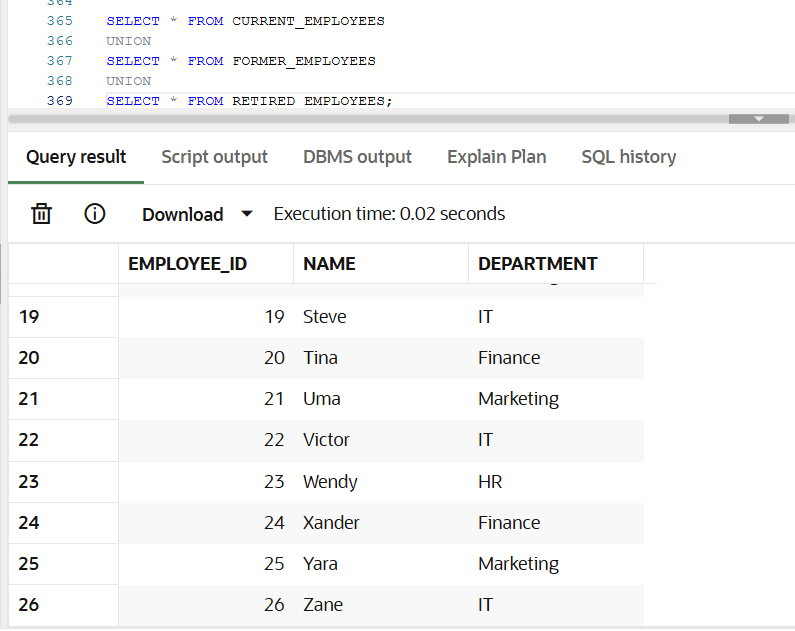 364
365 SELECT * FROM CURRENT_EMPLOYEES
366 UNION
367 SELECT * FROM FORMER_EMPLOYEES
368 UNION
369 SELECT * FROM RETIRED_EMPLOYEES;
Query result Script output DBMS output Explain Plan SQL history
Download Execution time: 0.02 seconds
EMPLOYEE_ID NAME DEPARTMENT
19 19 Steve IT
20 20 Tina Finance
21 21 Uma Marketing
22 22 Victor IT
23 23 Wendy HR
24 24 Xander Finance
25 25 Yara Marketing
26 26 Zane IT